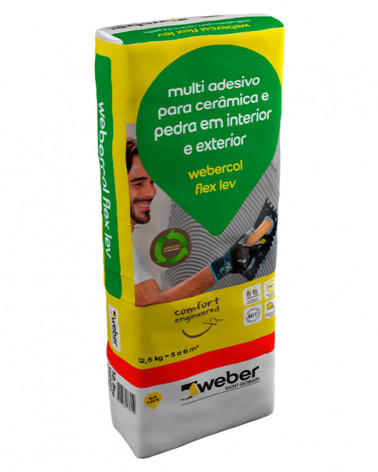 multi adesivo
para cerâmica e
pedra em interior
e exterior
webercol
flex lev
webercol flex lev
comfort
engineered
12,5 kg = 5 a 6 m²
weber
SAINT-GOBAIN